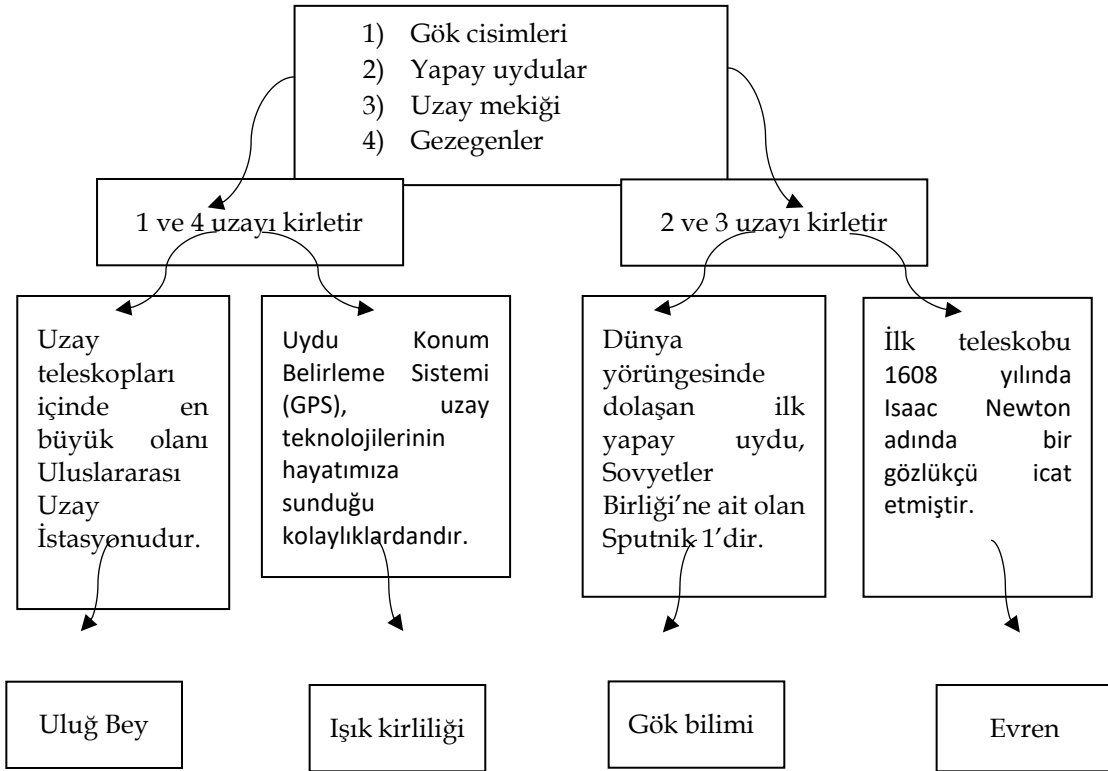 1) Gök cisimleri
2) Yapay uydular
3) Uzay mekiği
4) Gezegenler
1 ve 4 uzayı kirletir
2 ve 3 uzayı kirletir
Uzay
teleskopları
içinde en
büyük olanı
Uluslararası
Uzay
İstasyonudur.
Uydu Konum
Belirleme Sistemi
(GPS), uzay
teknolojilerinin
hayatımıza
sunduğu
kolaylıklardandır.
Dünya
yörüngesinde
dolaşan ilk
yapay uydu,
Sovyetler
Birliği’ne ait olan
Sputnik 1’dir.
İlk teleskobu
1608 yılında
Isaac Newton
adında bir
gözlükçü icat
etmiştir.
Uluğ Bey
Işık kirliliği
Gök bilimi
Evren